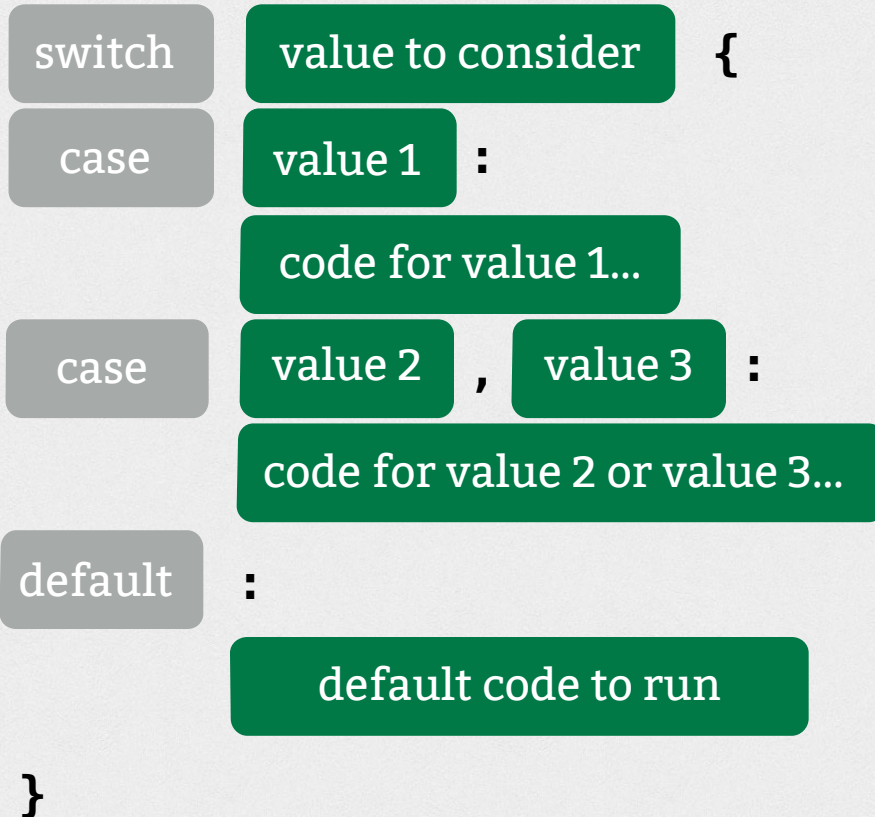 switch value to consider {
case value 1 :
code for value 1...
case value 2 , value 3 :
code for value 2 or value 3...
default :
default code to run
}